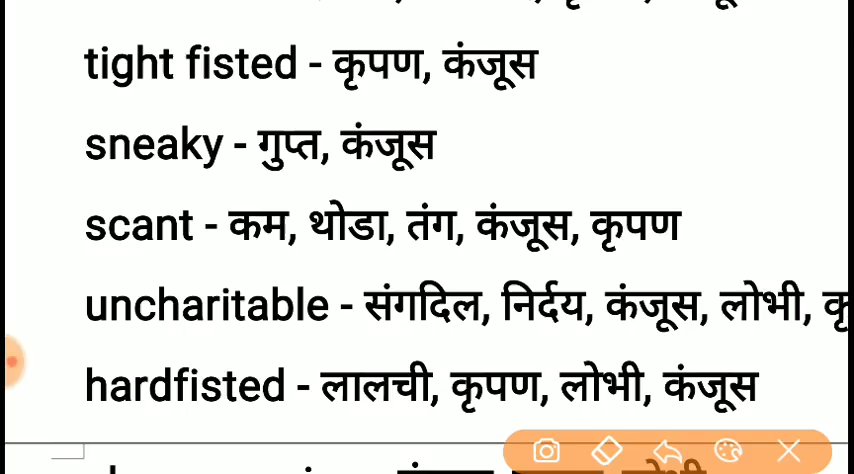 tight fisted - कृपण, कंजूस
sneaky - गुप्त, कंजूस
scant - कम, थोडा, तंग, कंजूस, कृपण
uncharitable - संगदिल, निर्दय, कंजूस, लोभी,
hardfisted - लालची, कृपण, लोभी, कंजूस